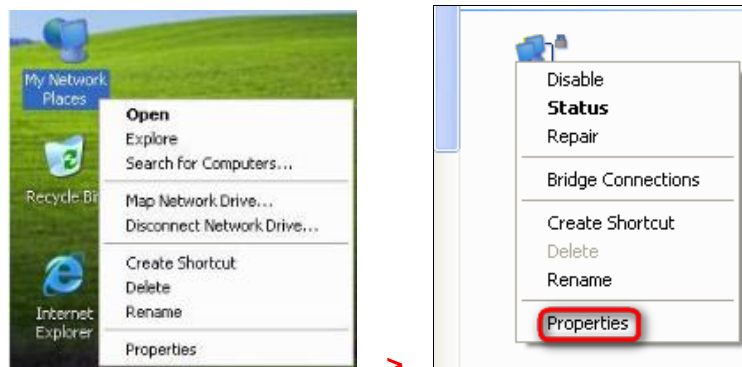 My Network
Places
Recycle Bi
Internet
Explorer
Open
Explore
Search for Computers...
Map Network Drive...
Disconnect Network Drive...
Create Shortcut
Delete
Rename
Properties
>
Disable
Status
Repair
Bridge Connections
Create Shortcut
Delete
Rename
Properties